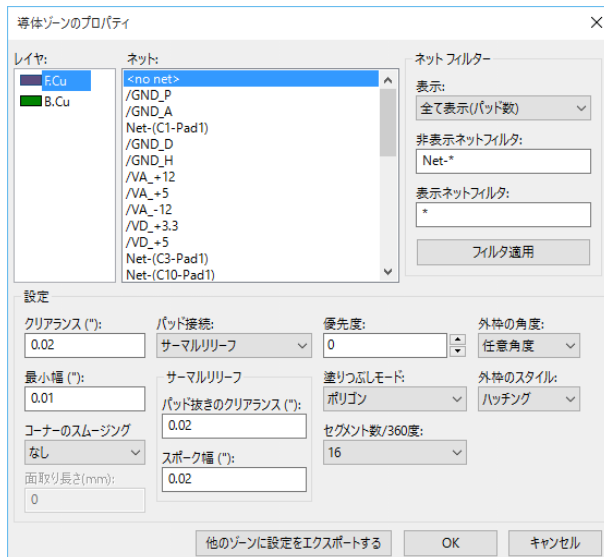 導体ゾーンのプロパティ
レイヤ:
F.Cu
B.Cu
ネット:
<no net>
/GND_P
/GND_A
Net-(C1-Pad1)
/GND_D
/GND_H
/VA_+12
/VA_+5
/VA_-12
/VD_+3.3
/VD_+5
Net-(C3-Pad1)
Net-(C10-Pad1)
ネット フィルター
表示:
全て表示(パッド数)
非表示ネットフィルタ:
Net-*
表示ネットフィルタ:
*
フィルタ適用
設定
クリアランス ("):
0.02
最小幅 ("):
0.01
コーナーのスムージング
なし
面取り長さ(mm):
0
パッド接続:
サーマルリリーフ
サーマルリリーフ
パッド抜きのクリアランス ("):
0.02
スポーク幅 ("):
0.02
優先度:
0
塗りつぶしモード:
ポリゴン
セグメント数/360度:
16
外枠の角度:
任意角度
外枠のスタイル:
ハッチング
他のゾーンに設定をエクスポートする
OK
キャンセル